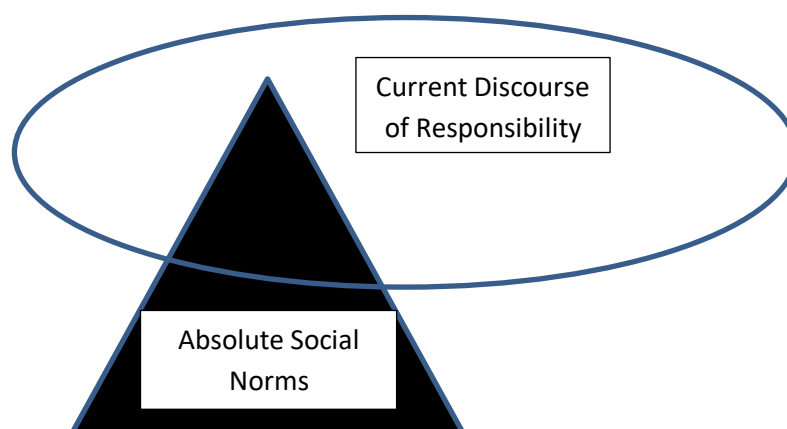 Current Discourse
of Responsibility
Absolute Social
Norms